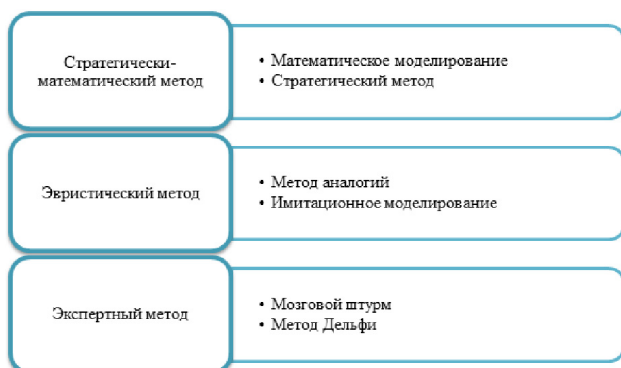 Стратегически-
математический метод
• Математическое моделирование
• Стратегический метод
Эвристический метод
• Метод аналогий
• Имитационное моделирование
Экспертный метод
• Мозговой штурм
• Метод Дельфи